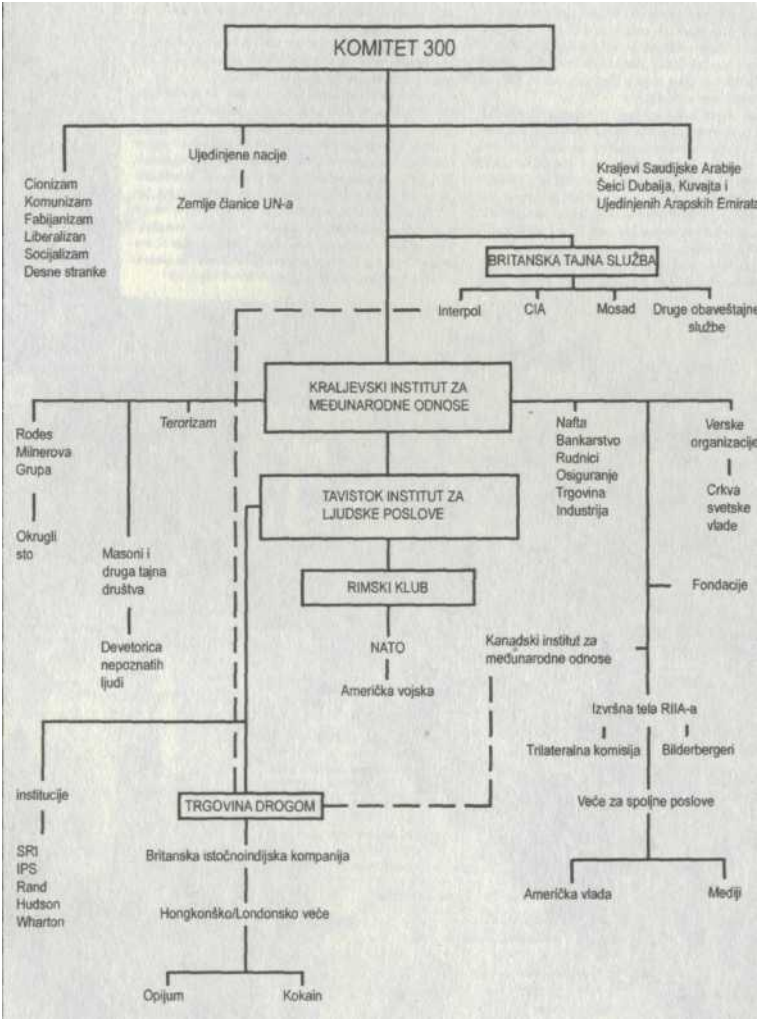 KOMITET 300
Ujedinjene nacije
Zemlje članice UN-a
Cionizam
Komunizam
Fabijanizam
Liberalizan
Socijalizam
Desne stranke
Kraljevi Saudijske Arabije
Šeici Dubaija, Kuvajta i
Ujedinjenih Arapskih Emirata
BRITANSKA TAJNA SLUŽBA
Interpol
CIA
Mosad
Druge obaveštajne
službe
KRALJEVSKI INSTITUT ZA
MEĐUNARODNE ODNOSE
Rodes
Milnerova
Grupa
Okrugli
sto
Terorizam
Masoni i
druga tajna
društva
Devetorica
nepoznatih
ljudi
Nafta
Bankarstvo
Rudnici
Osiguranje
Trgovina
Industrija
Verske
organizacije
Crkva
svetske
vlade
TAVISTOK INSTITUT ZA
LJUDSKE POSLOVE
RIMSKI KLUB
NATO
Američka vojska
Fondacije
Kanadski institut za
međunarodne odnose
Izvršna tela RIIA-a
Trilateralna komisija
Bilderbergeri
Veće za spoljne poslove
Američka vlada
Mediji
institucije
SRI
IPS
Rand
Hudson
Wharton
TRGOVINA DROGOM
Britanska istočnoindijska kompanija
Hongkonško/Londonsko veče
Opijum
Kokain